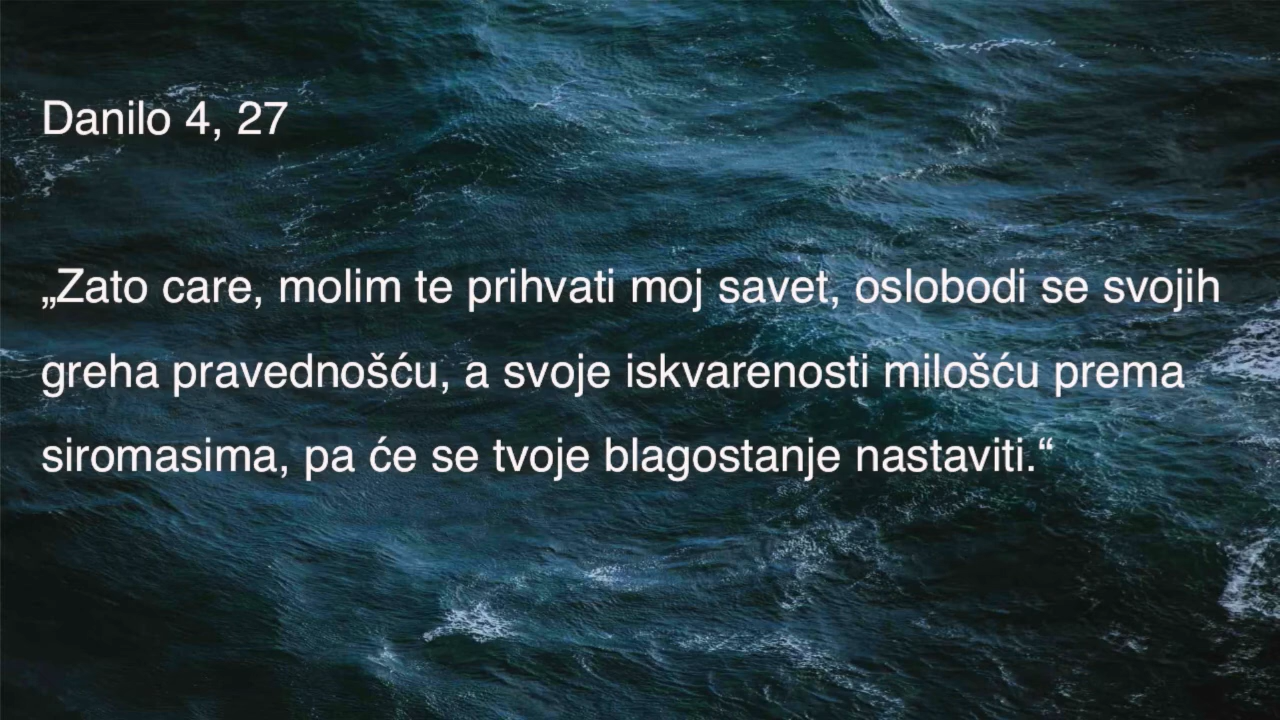 Danilo 4, 27
„Zato care, molim te prihvati moj savet, oslobodi se svojih
greha pravednošću, a svoje iskvarenosti milošću prema
siromasima, pa će se tvoje blagostanje nastaviti.“